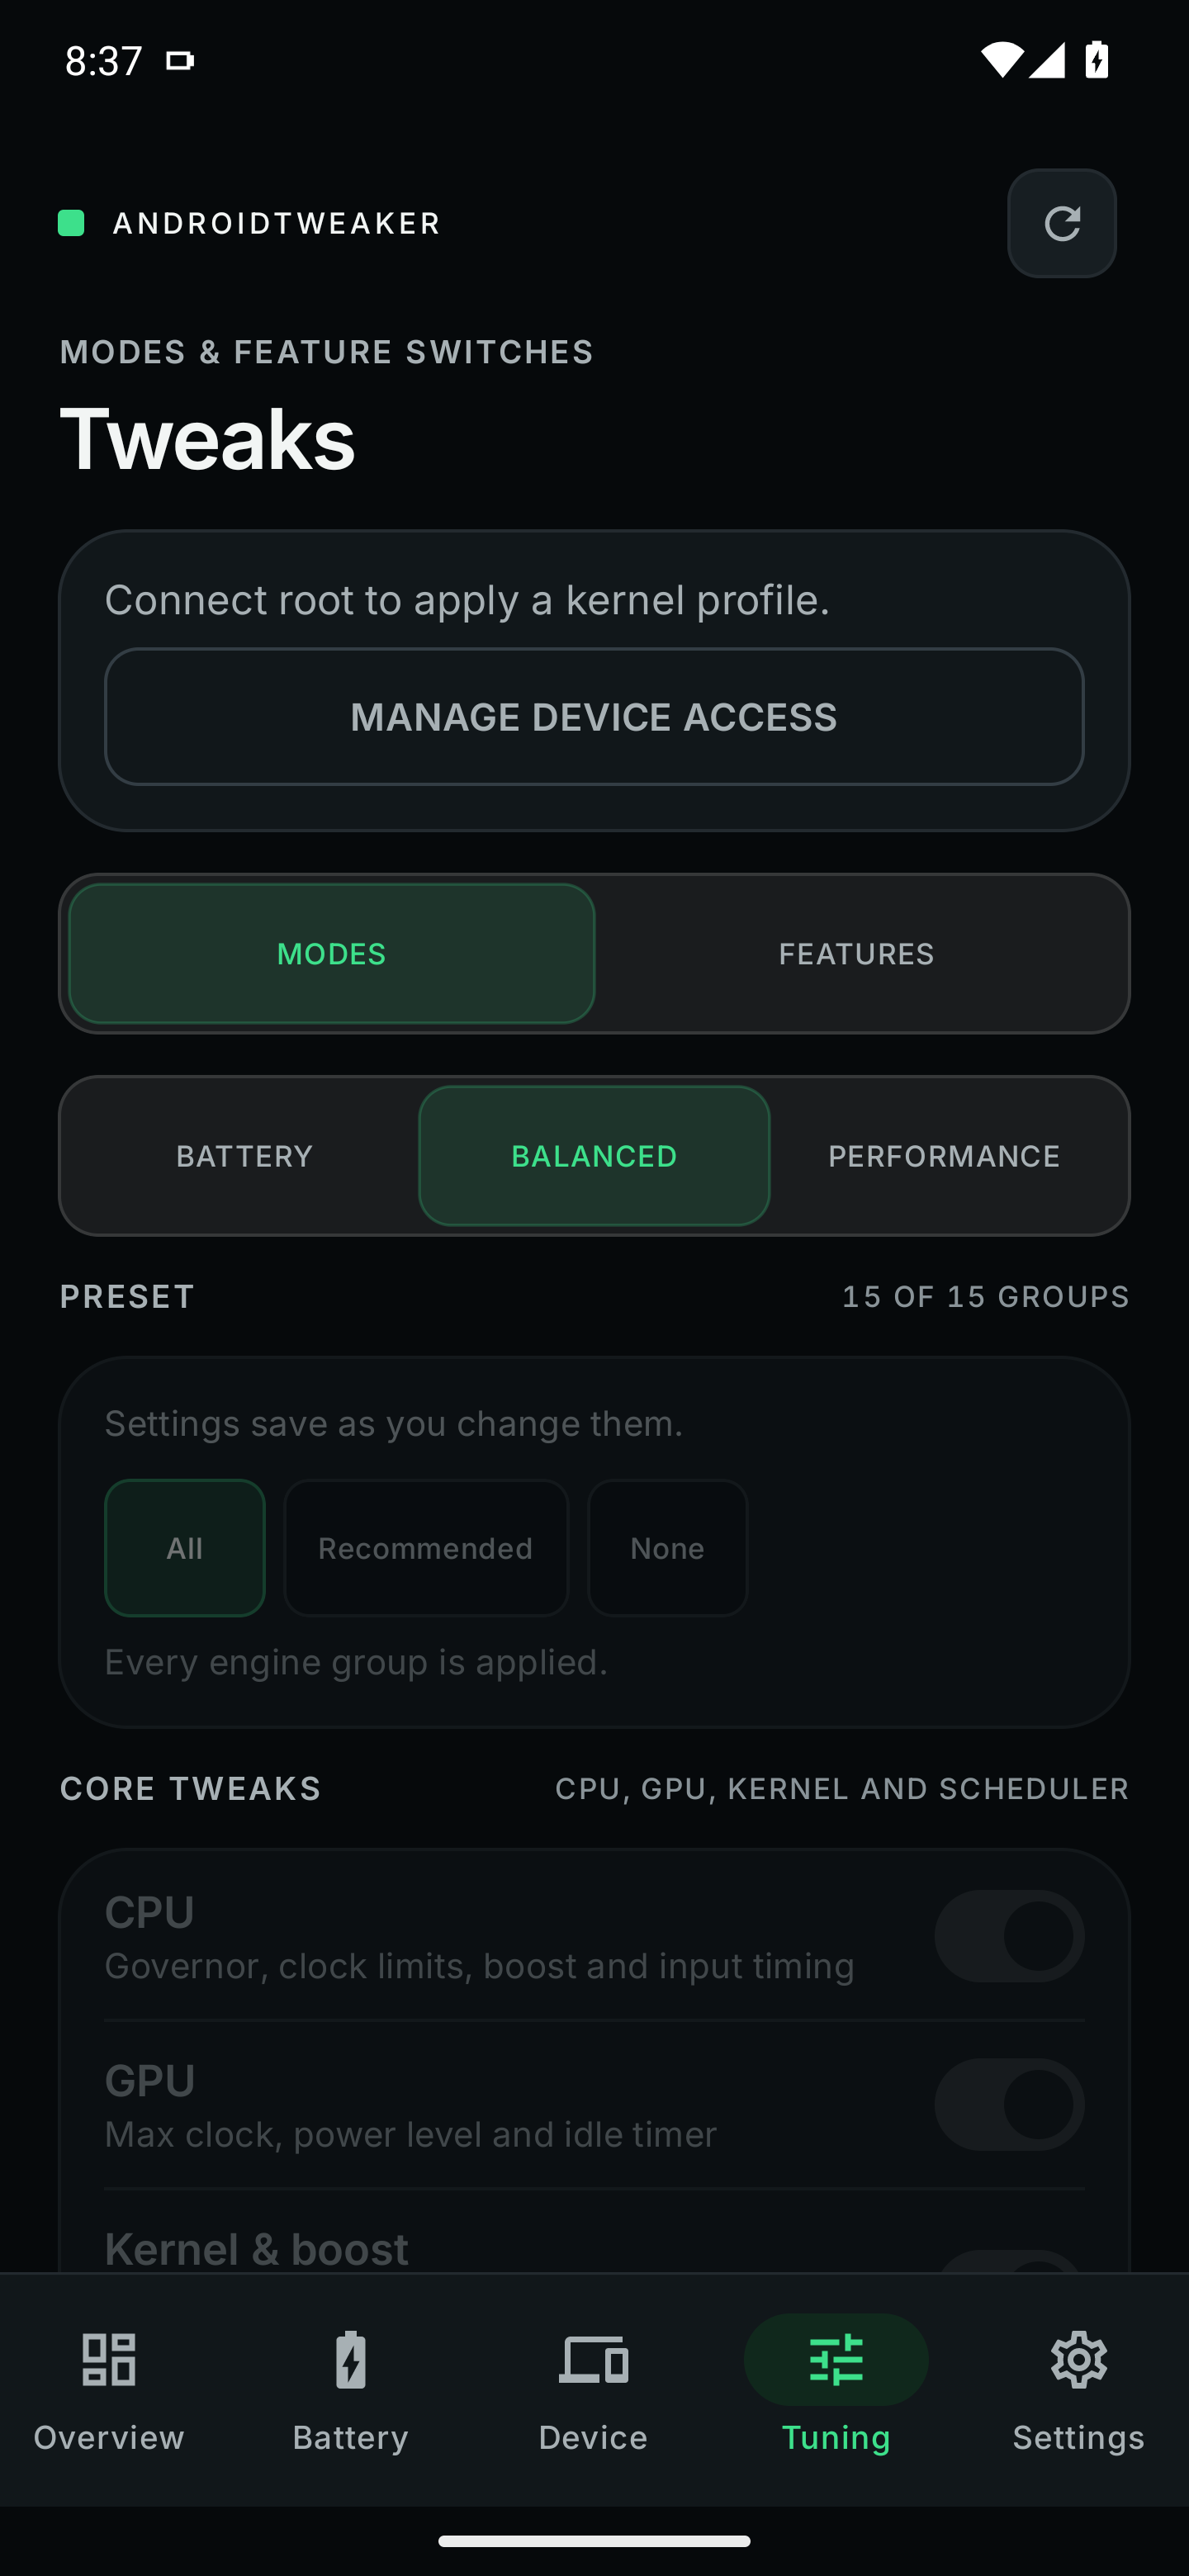 8:37
ANDROIDTWEAKER
MODES & FEATURE SWITCHES
Tweaks
Connect root to apply a kernel profile.
MANAGE DEVICE ACCESS
MODES FEATURES
BATTERY BALANCED PERFORMANCE
PRESET 15 OF 15 GROUPS
Settings save as you change them.
All Recommended None
Every engine group is applied.
CORE TWEAKS CPU, GPU, KERNEL AND SCHEDULER
CPU
Governor, clock limits, boost and input timing
GPU
Max clock, power level and idle timer
Kernel & boost
Overview Battery Device Tuning Settings